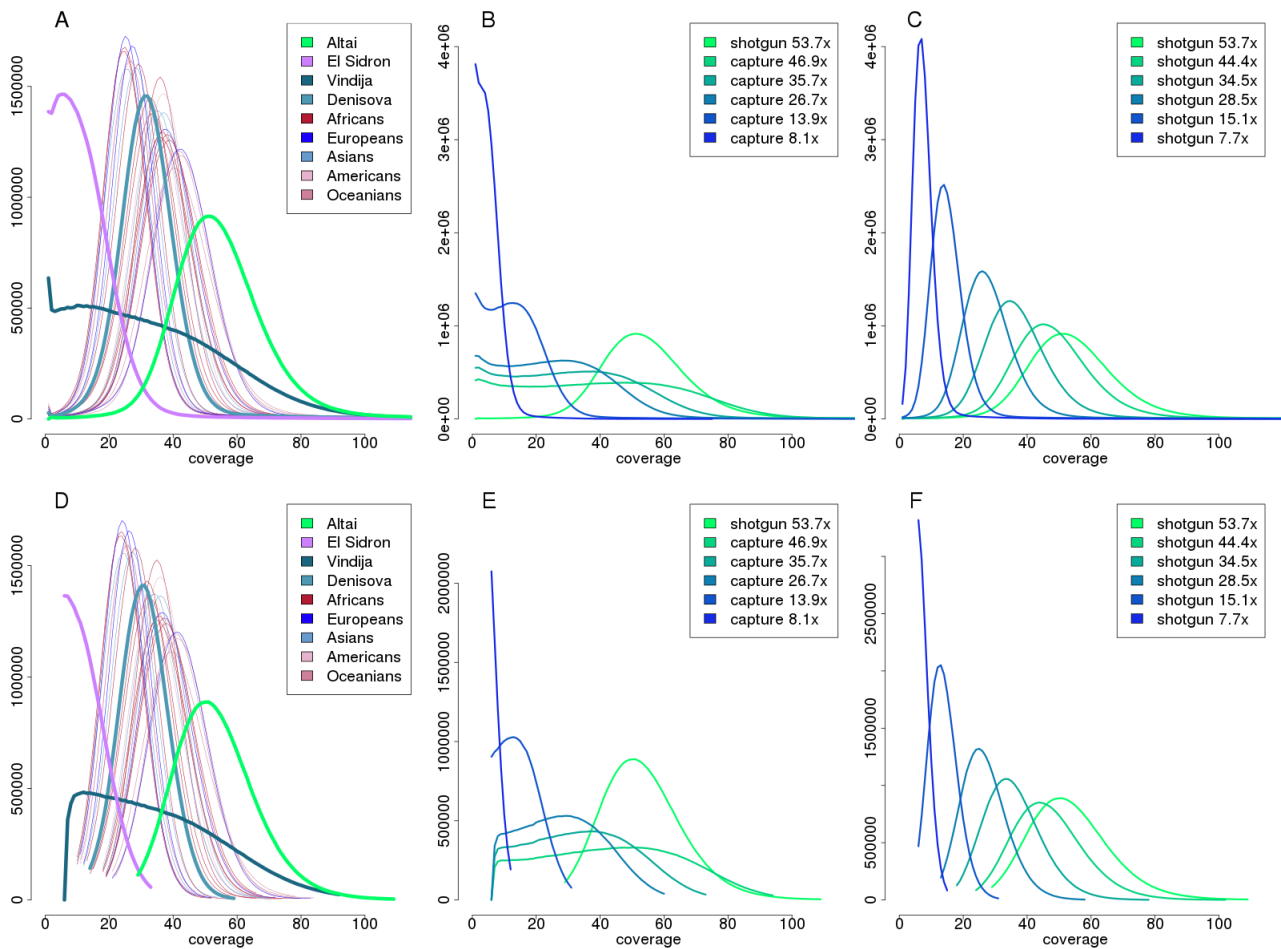 A
1500000
1000000
500000
0
0 20 40 60 80 100
coverage
Altai
El Sidron
Vindija
Denisova
Africans
Europeans
Asians
Americans
Oceanians
B
4e+06
3e+06
2e+06
1e+06
0e+00
0 20 40 60 80 100
coverage
shotgun 53.7x
capture 46.9x
capture 35.7x
capture 26.7x
capture 13.9x
capture 8.1x
C
4e+06
3e+06
2e+06
1e+06
0e+00
0 20 40 60 80 100
coverage
shotgun 53.7x
shotgun 44.4x
shotgun 34.5x
shotgun 28.5x
shotgun 15.1x
shotgun 7.7x
D
1500000
1000000
500000
0
0 20 40 60 80 100
coverage
Altai
El Sidron
Vindija
Denisova
Africans
Europeans
Asians
Americans
Oceanians
E
2000000
1500000
1000000
500000
0
0 20 40 60 80 100
coverage
shotgun 53.7x
capture 46.9x
capture 35.7x
capture 26.7x
capture 13.9x
capture 8.1x
F
2500000
1500000
500000
0
0 20 40 60 80 100
coverage
shotgun 53.7x
shotgun 44.4x
shotgun 34.5x
shotgun 28.5x
shotgun 15.1x
shotgun 7.7x